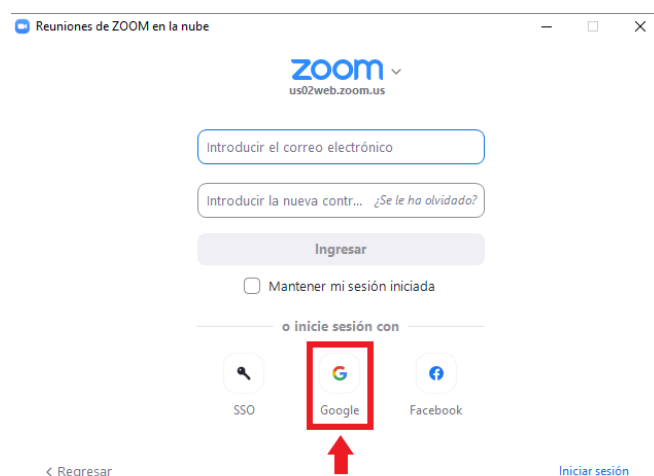 Reuniones de ZOOM en la nube
zoom
us02web.zoom.us
Introducir el correo electrónico
Introducir la nueva contr... ¿Se le ha olvidado?
Ingresar
Mantener mi sesión iniciada
o inicie sesión con
SSO Google Facebook
< Regresar Iniciar sesión